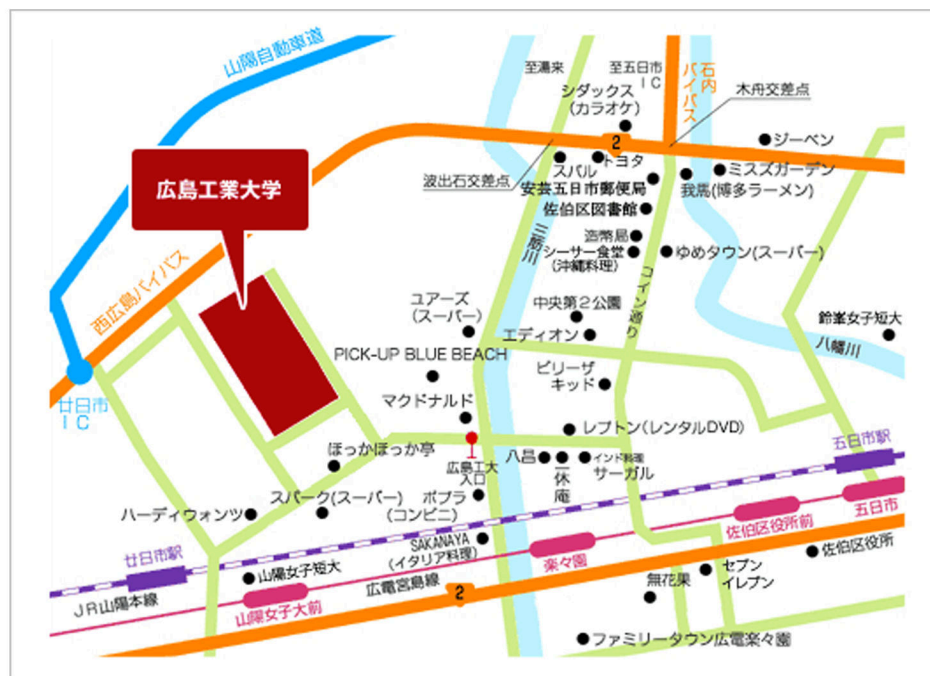 山陽自動車道
至湯来
至五日市
IC
石内
バイパス
木舟交差点
シダックス
(カラオケ)
2
ジーベン
広島工業大学
波出石交差点
スバル
トヨタ
ミスズガーデン
安芸五日市郵便局
我馬(博多ラーメン)
佐伯区図書館
三筋川
造幣局
シーサー食堂
(沖縄料理)
ゆめタウン(スーパー)
コイン通り
西広島バイパス
ユアーズ
(スーパー)
中央第2公園
鈴峯女子短大
エディオン
八幡川
PICK-UP BLUE BEACH
ビリーザ
キッド
廿日市
IC
マクドナルド
レプトン(レンタルDVD)
五日市駅
ほっかほっか亭
広島工大
入口
八昌
一休庵
インド料理
サーガル
スパーク(スーパー)
ポプラ
(コンビニ)
ハーディウォンツ
佐伯区役所前
五日市
SAKANAYA
(イタリア料理)
楽々園
佐伯区役所
廿日市駅
山陽女子短大
広電宮島線
2
無花果
セブン
イレブン
JR山陽本線
山陽女子大前
ファミリータウン広電楽々園